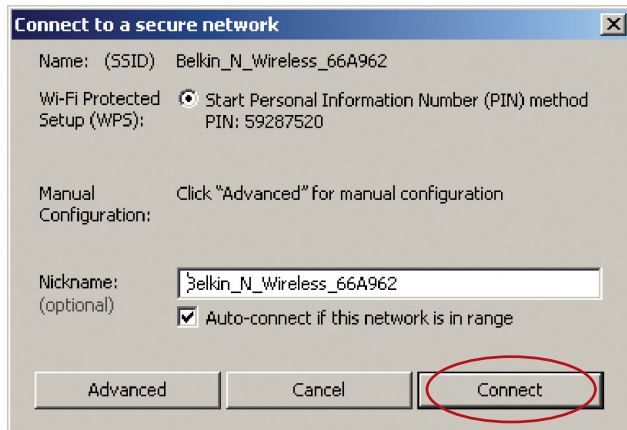 Connect to a secure network
Name: (SSID) Belkin_N_Wireless_66A962
Wi-Fi Protected Setup (WPS):
Start Personal Information Number (PIN) method
PIN: 59287520
Manual Configuration:
Click "Advanced" for manual configuration
Nickname:
(optional)
Belkin_N_Wireless_66A962
Auto-connect if this network is in range
Advanced
Cancel
Connect